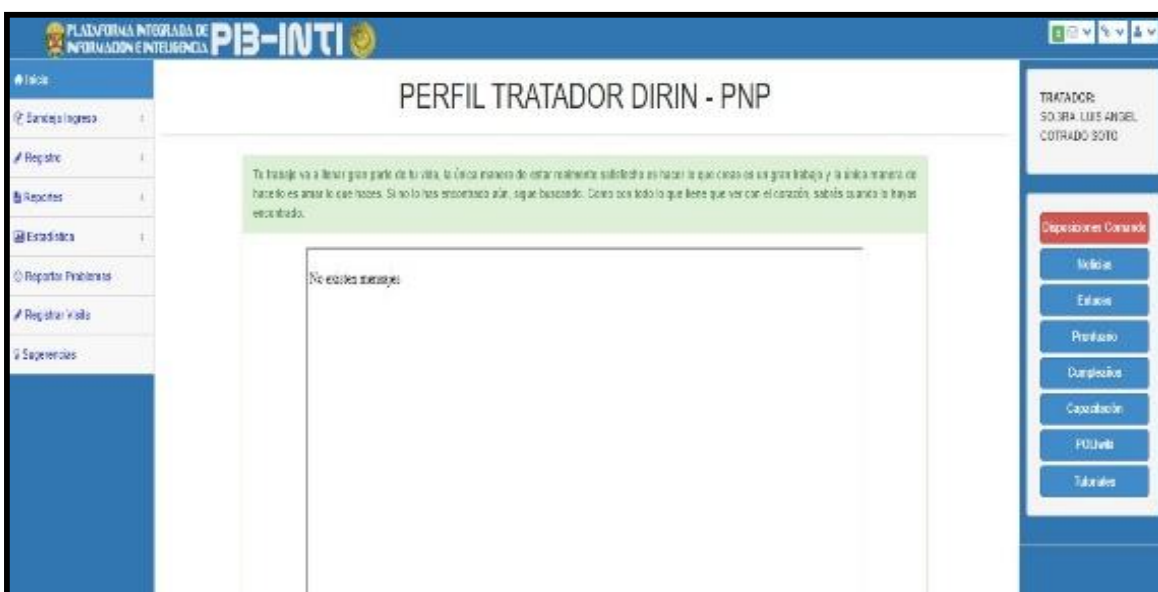 PLATAFORMA INTEGRADA DE
INFORMACION E INTELIGENCIA
PI3-INTI
Inicio
Bandeja Ingreso
Registro
Reportes
Estadística
Reportar Problemas
Registrar Visita
Sugerencias
PERFIL TRATADOR DIRIN - PNP
Tu trabajo va a llenar gran parte de tu vida, la única manera de estar realmente satisfecho es hacer lo que creas es un gran trabajo y la única manera de
hacerlo es amar lo que haces. Si no lo has encontrado aún, sigue buscando. Como con todo lo que tiene que ver con el corazón, sabrás cuando lo hayas
encontrado.
No existen mensajes
TRATADOR:
SO.3RA. LUIS ANGEL
COTRADO SOTO
Disposiciones Comando
Noticias
Enlaces
Prontuario
Cumpleaños
Capacitación
Tutoriales